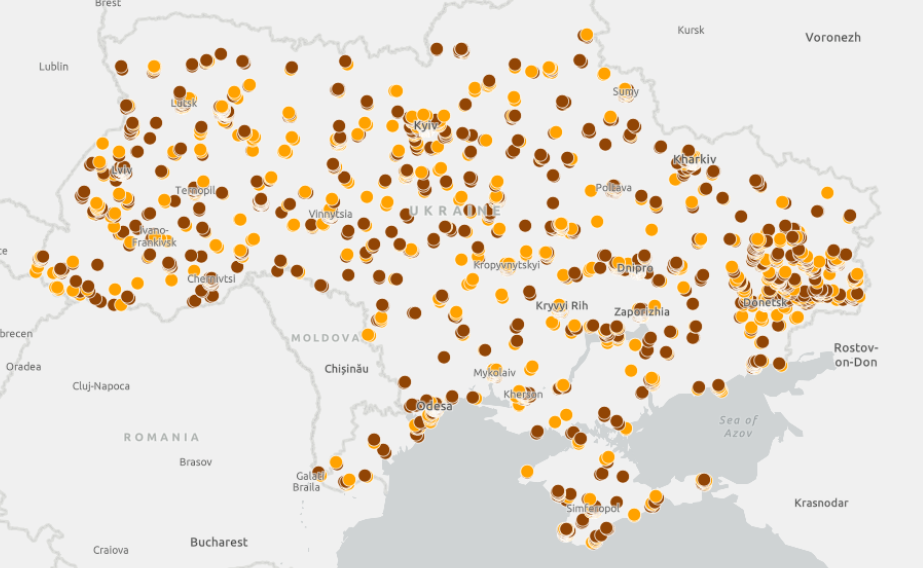 Brest
Kursk
Voronezh
Lublin
Sumy
Lutsk
Kyiv
Kharkiv
Lviv
Ternopil
Poltava
Vinnytsia
UKRAINE
Ivano-
Frankivsk
Kropyvnytskyi
Dnipro
Chernivtsi
Donetsk
Kryvyi Rih
Zaporizhia
MOLDOVA
Rostov-
on-Don
Oradea
Chişinău
Mykolaiv
Cluj-Napoca
Kherson
Odesa
Sea of
Azov
ROMANIA
Brasov
Galati
Braila
Krasnodar
Simferopol
Bucharest
Craiova